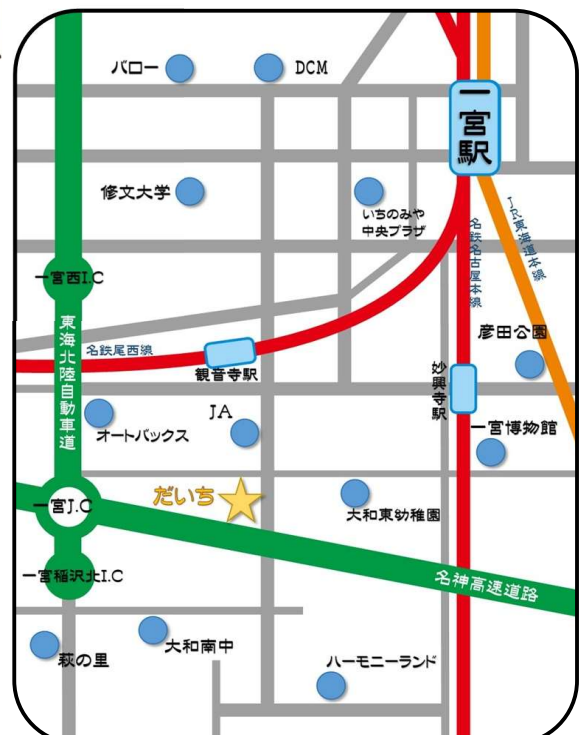 バロー
DCM
一宮駅
修文大学
いちのみや
中央プラザ
名鉄名古屋本線
JR東海道本線
一宮西I.C
東海北陸自動車道
名鉄尾西線
観音寺駅
彦田公園
妙興寺駅
オートバックス
JA
一宮博物館
一宮J.C
だいち
大和東幼稚園
一宮稲沢北I.C
名神高速道路
萩の里
大和南中
ハーモニーランド